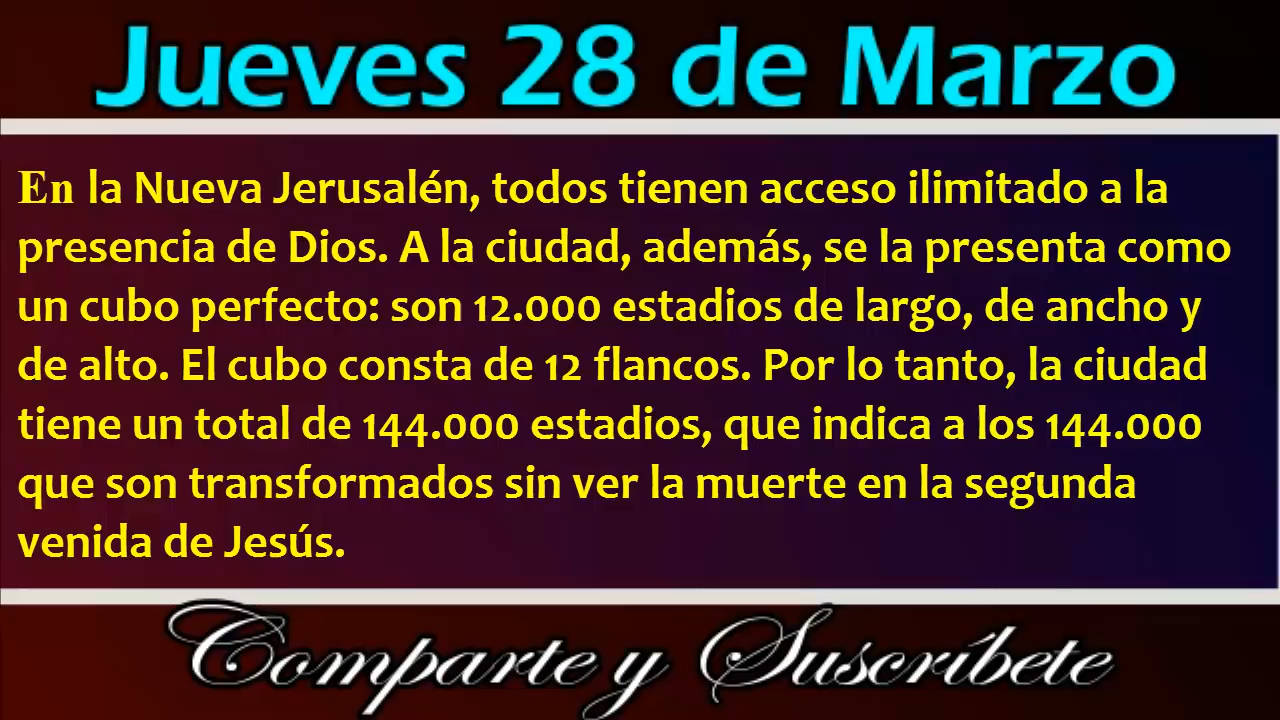 Jueves 28 de Marzo
En la Nueva Jerusalén, todos tienen acceso ilimitado a la
presencia de Dios. A la ciudad, además, se la presenta como
un cubo perfecto: son 12.000 estadios de largo, de ancho y
de alto. El cubo consta de 12 flancos. Por lo tanto, la ciudad
tiene un total de 144.000 estadios, que indica a los 144.000
que son transformados sin ver la muerte en la segunda
venida de Jesús.
Comparte y Suscríbete